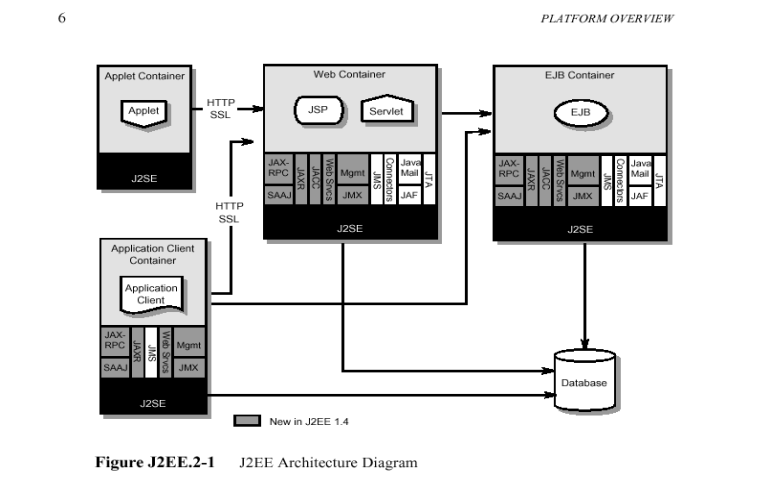 6
PLATFORM OVERVIEW
Applet Container
Applet
J2SE
HTTP
SSL
Web Container
JSP
Servlet
JAX-
RPC
SAAJ
JAXR
JACC
Web Srvcs
Mgmt
JMX
JMS
Connectors
Java
Mail
JAF
JTA
J2SE
EJB Container
EJB
JAX-
RPC
SAAJ
JAXR
JACC
Web Srvcs
Mgmt
JMX
JMS
Connectors
Java
Mail
JAF
JTA
J2SE
HTTP
SSL
Application Client
Container
Application
Client
JAX-
RPC
SAAJ
JAXR
JMS
Web Srvcs
Mgmt
JMX
J2SE
Database
New in J2EE 1.4
Figure J2EE.2-1 J2EE Architecture Diagram